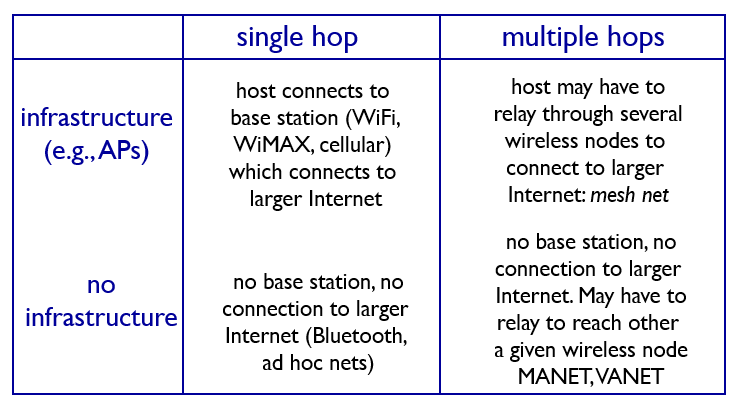 single hop
multiple hops
infrastructure
(e.g., APs)
host connects to
base station (WiFi,
WiMAX, cellular)
which connects to
larger Internet
host may have to
relay through several
wireless nodes to
connect to larger
Internet: mesh net
no
infrastructure
no base station, no
connection to larger
Internet (Bluetooth,
ad hoc nets)
no base station, no
connection to larger
Internet. May have to
relay to reach other
a given wireless node
MANET, VANET